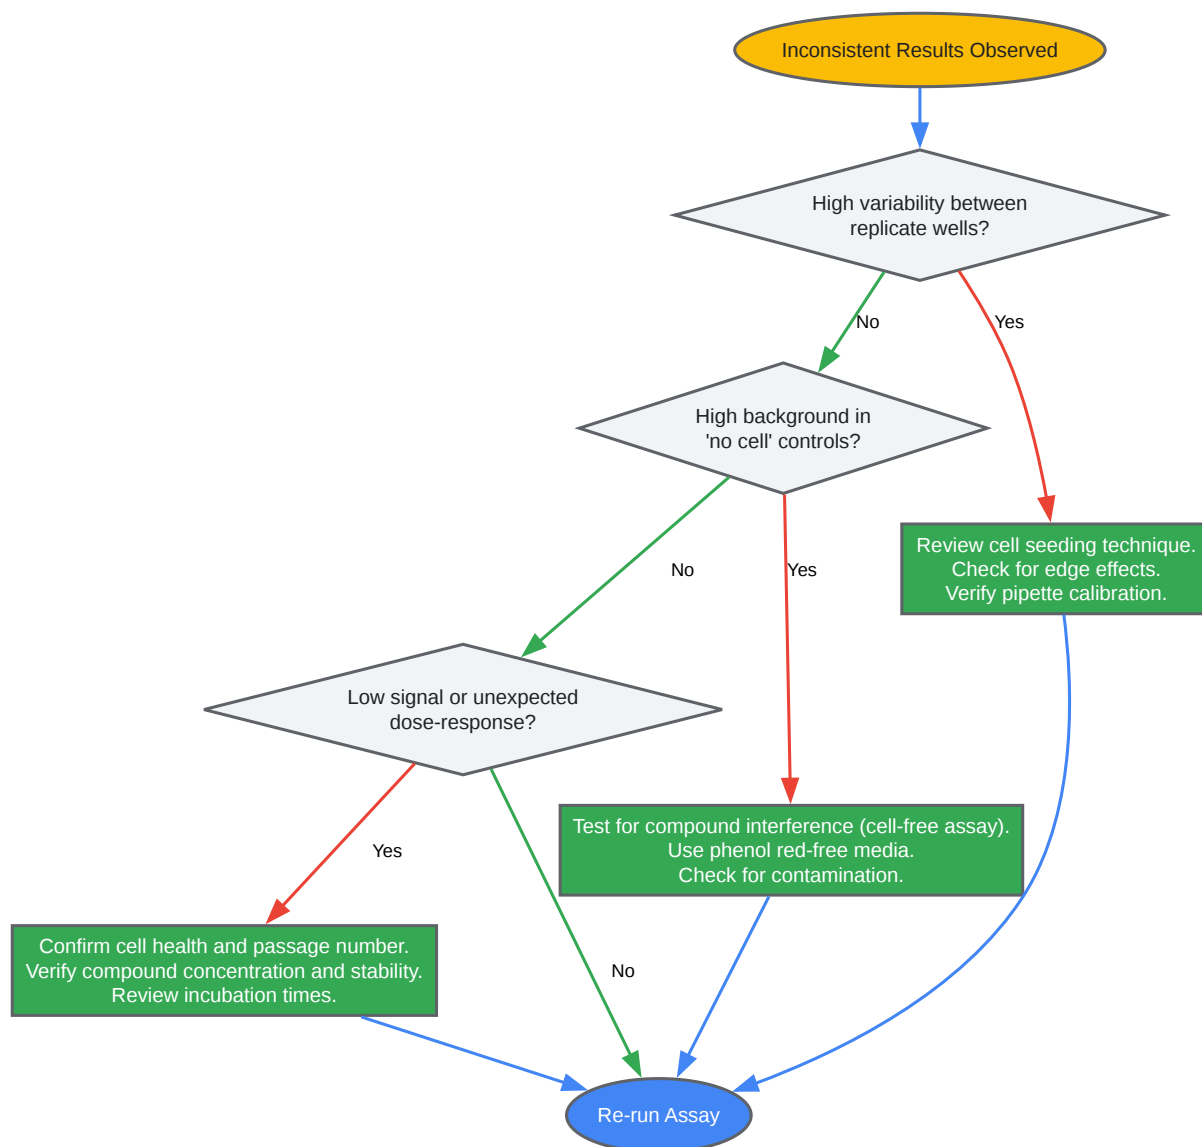 Inconsistent Results Observed
High variability between
replicate wells?
No
Yes
High background in
'no cell' controls?
Review cell seeding technique.
Check for edge effects.
Verify pipette calibration.
No
Yes
Low signal or unexpected
dose-response?
Test for compound interference (cell-free assay).
Use phenol red-free media.
Check for contamination.
Yes
Confirm cell health and passage number.
Verify compound concentration and stability.
Review incubation times.
No
Re-run Assay